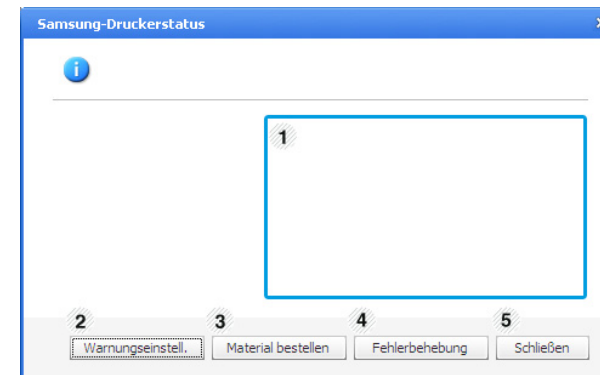 Samsung-Druckerstatus
1
2 3 4 5
Warnungseinstell. Material bestellen Fehlerbehebung Schließen